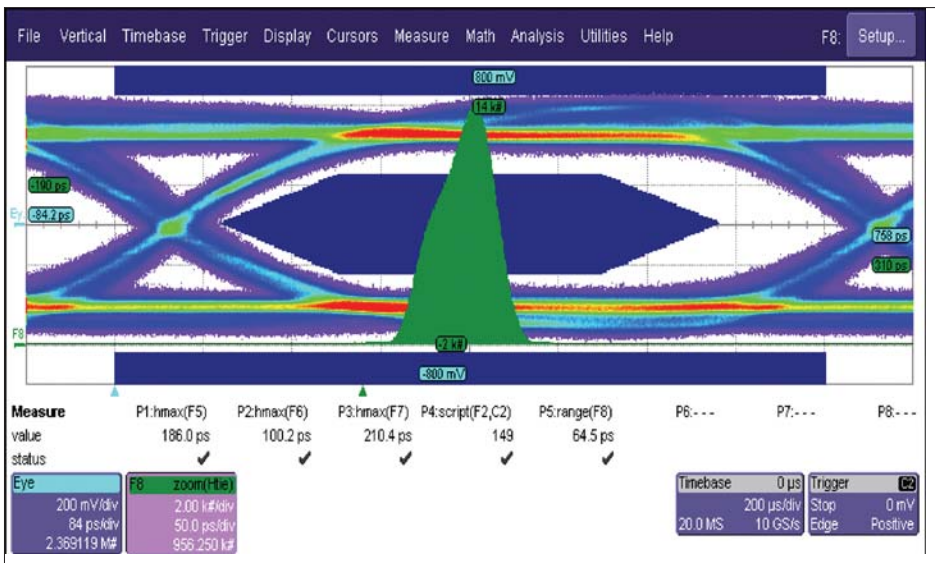 File Vertical Timebase Trigger Display Cursors Measure Math Analysis Utilities Help F8: Setup...
800 mV
14 k#
-190 ps
Ey. -84.2 ps
758 ps
310 ps
F8
-2 k#
-800 mV
Measure P1:hmax(F5) P2:hmax(F6) P3:hmax(F7) P4:script(F2,C2) P5:range(F8) P6:- - - P7:- - - P8:- - -
value 186.0 ps 100.2 ps 210.4 ps 149 64.5 ps
status ✔ ✔ ✔ ✔ ✔
Eye F8 zoom(Htie) Timebase 0 µs Trigger C2
200 mV/div 2.00 k#/div 200 µs/div Stop 0 mV
84 ps/div 50.0 ps/div 20.0 MS 10 GS/s Edge Positive
2.369119 M# 956.250 k#